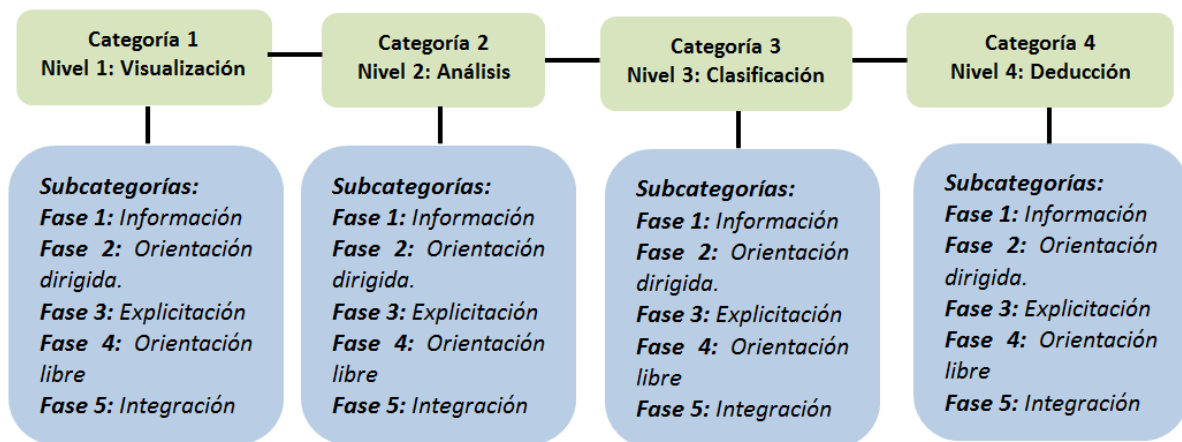 Categoría 1
Nivel 1: Visualización
Categoría 2
Nivel 2: Análisis
Categoría 3
Nivel 3: Clasificación
Categoría 4
Nivel 4: Deducción
Subcategorías:
Fase 1: Información
Fase 2: Orientación
dirigida.
Fase 3: Explicitación
Fase 4: Orientación
libre
Fase 5: Integración
Subcategorías:
Fase 1: Información
Fase 2: Orientación
dirigida.
Fase 3: Explicitación
Fase 4: Orientación
libre
Fase 5: Integración
Subcategorías:
Fase 1: Información
Fase 2: Orientación
dirigida.
Fase 3: Explicitación
Fase 4: Orientación
libre
Fase 5: Integración
Subcategorías:
Fase 1: Información
Fase 2: Orientación
dirigida.
Fase 3: Explicitación
Fase 4: Orientación
libre
Fase 5: Integración